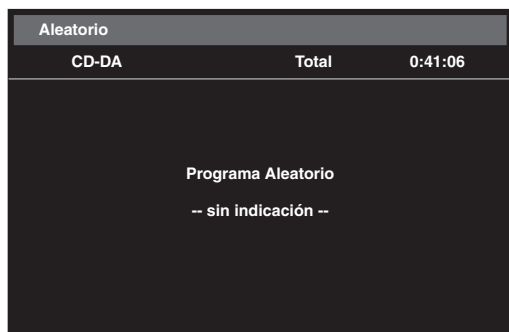 Aleatorio
CD-DA Total 0:41:06
Programa Aleatorio
-- sin indicación --